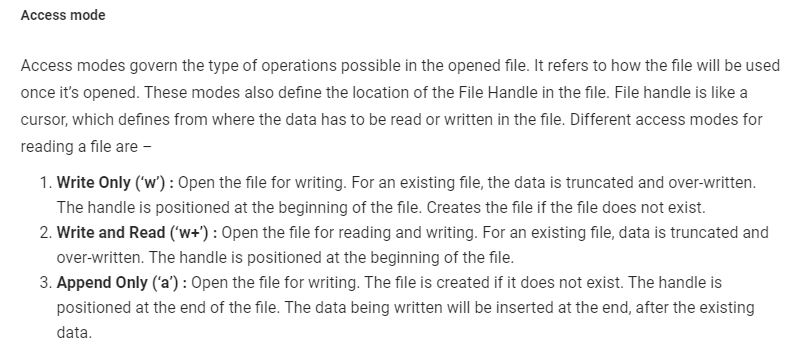 Access mode
Access modes govern the type of operations possible in the opened file. It refers to how the file will be used
once it’s opened. These modes also define the location of the File Handle in the file. File handle is like a
cursor, which defines from where the data has to be read or written in the file. Different access modes for
reading a file are –
1. Write Only (‘w’) : Open the file for writing. For an existing file, the data is truncated and over-written.
The handle is positioned at the beginning of the file. Creates the file if the file does not exist.
2. Write and Read (‘w+’) : Open the file for reading and writing. For an existing file, data is truncated and
over-written. The handle is positioned at the beginning of the file.
3. Append Only (‘a’) : Open the file for writing. The file is created if it does not exist. The handle is
positioned at the end of the file. The data being written will be inserted at the end, after the existing
data.